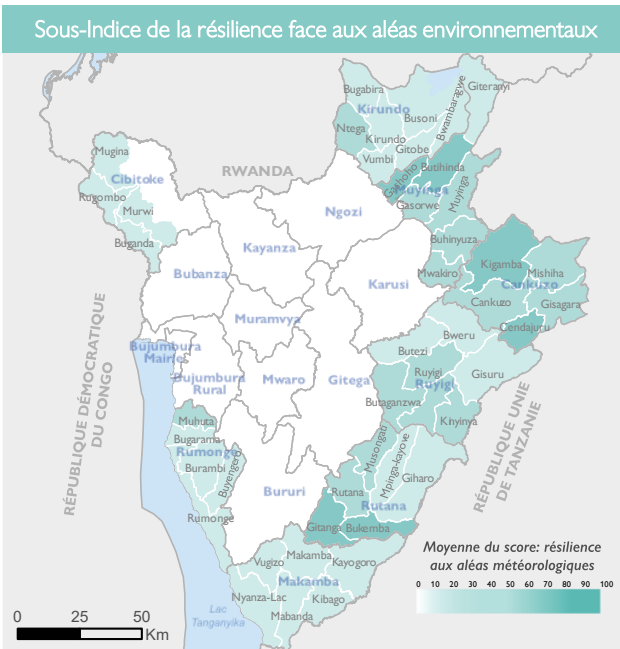 Sous-Indice de la résilience face aux aléas environnementaux
Bugabira
Giteranyi
Kirundo
Bwambarangwe
Busoni
Ntega
Kirundo
Gitobe
Vumbi
Mugina
RWANDA
Butihinda
Cibitoke
Muyinga
Muyinga
Rugombo
Gasorwe
Murwi
Ngozi
Buganda
Buhinyuza
Kayanza
Kigamba
Mishiha
Bubanza
Mwakiro
Karusi
Cankuzo
Cankuzo
Gisagara
Muramvya
Cendajuru
Bweru
Bujumbura
Mairies
Butezi
RÉPUBLIQUE DÉMOCRATIQUE
DU CONGO
Ruyigi
Gisuru
Bujumbura
Rural
Mwaro
Gitega
Ruyigi
Butaganzwa
RÉPUBLIQUE UNIE
DE TANZANIE
Muhuta
Kinyinya
Bugarama
Musongati
Rumonge
Mpinga-kayove
Burambi
Buyengero
Giharo
Bururi
Rutana
Rutana
Rumonge
Gitanga
Bukemba
Moyenne du score: résilience
aux aléas météorologiques
Makamba
Vugizo
Kayogoro
0 10 20 30 40 50 60 70 80 90 100
Makamba
Nyanza-Lac
Kibago
Lac
Tanganyika
Mabanda
0 25 50
Km